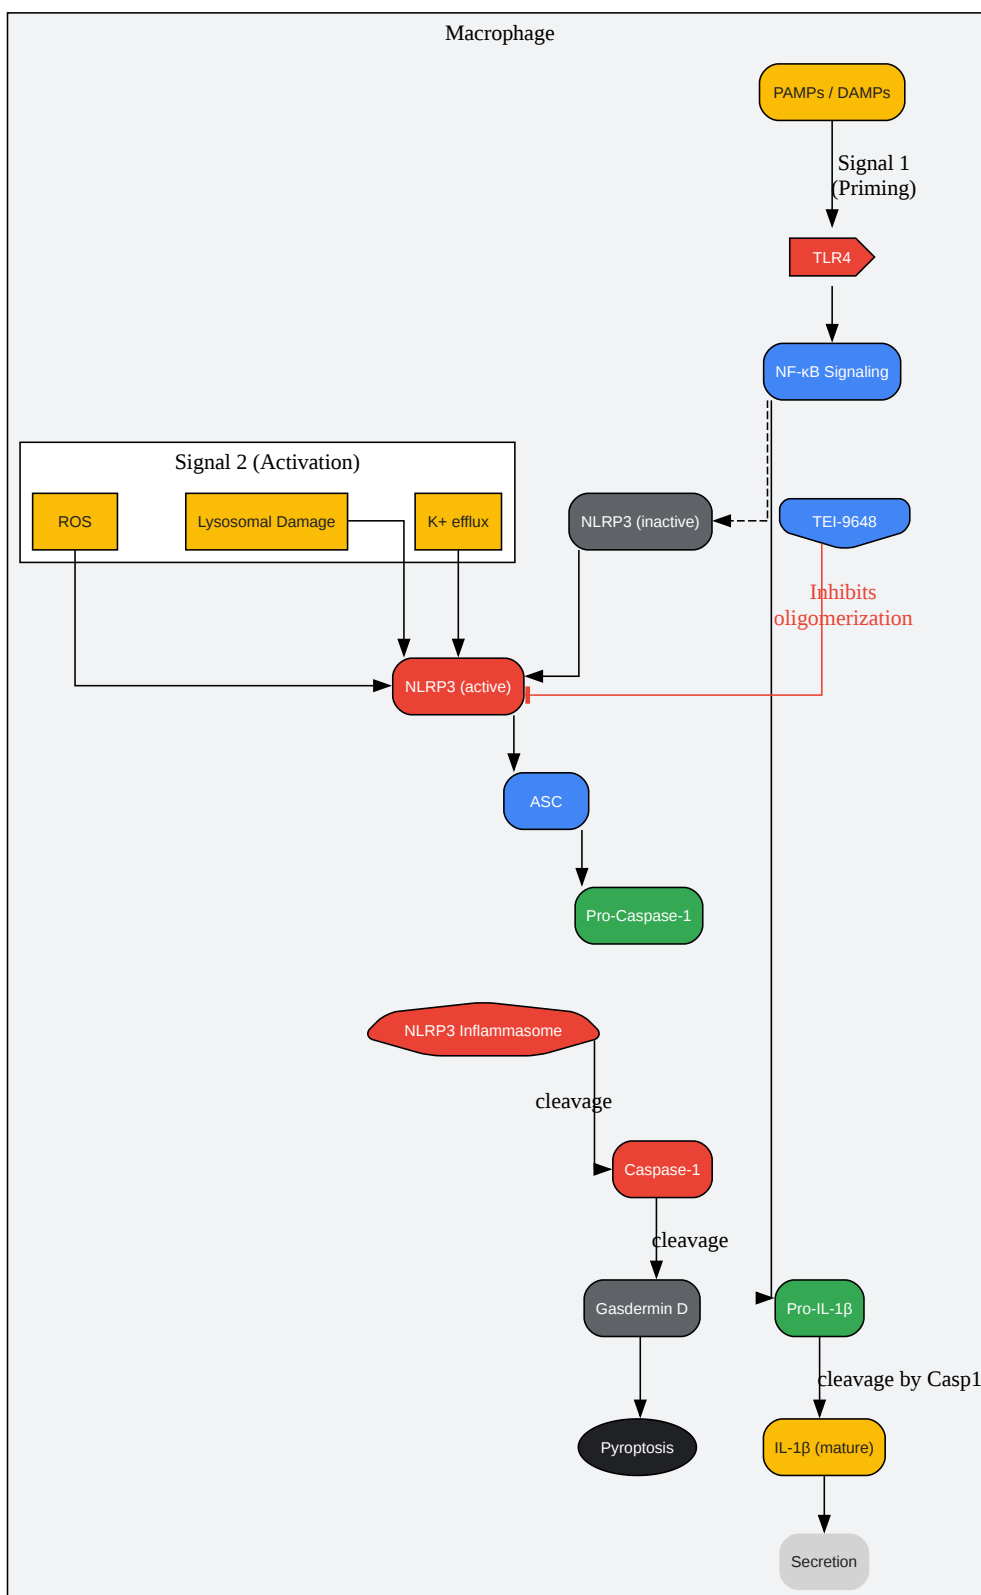 Macrophage
PAMPs / DAMPs
Signal 1
(Priming)
TLR4
NF-κB Signaling
Signal 2 (Activation)
ROS
Lysosomal Damage
K+ efflux
NLRP3 (inactive)
TEI-9648
Inhibits
oligomerization
NLRP3 (active)
ASC
Pro-Caspase-1
NLRP3 Inflammasome
cleavage
Caspase-1
cleavage
Gasdermin D
Pro-IL-1β
cleavage by Casp1
Pyroptosis
IL-1β (mature)
Secretion